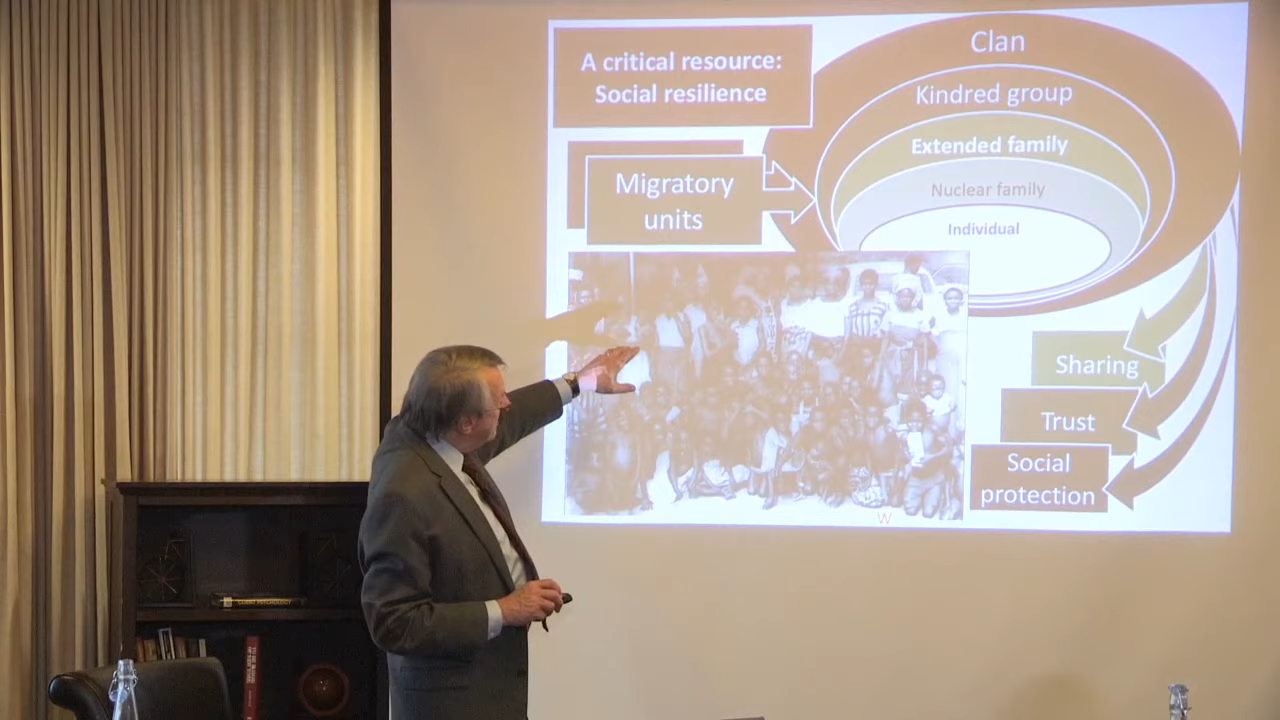 A critical resource:
Social resilience
Clan
Kindred group
Extended family
Nuclear family
Individual
Migratory
units
Sharing
Trust
Social
protection
W